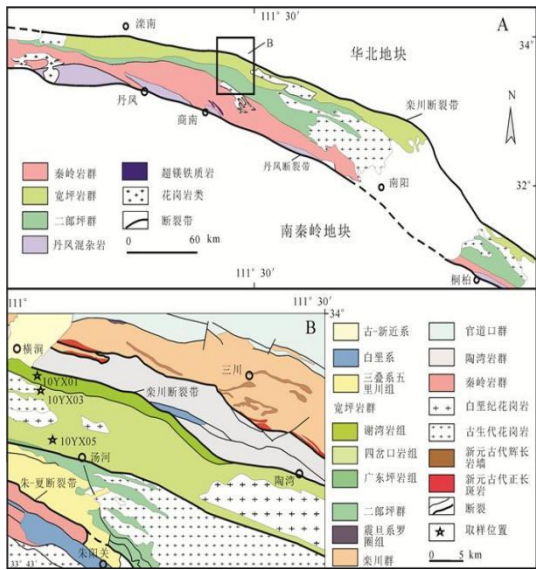 111° 30'
滦南
A
34°
B
华北地块
栾川断裂带
N
丹凤
商南
丹凤断裂带
南阳
32°
秦岭岩群
超镁铁质岩
宽坪岩群
花岗岩类
二郎坪群
断裂带
丹凤混杂岩
0 60 km
南秦岭地块
桐柏
111° 30'
111°
34°
B
横涧
10YX01
10YX03
三川
栾川断裂带
10YX05
汤河
陶湾
朱-夏断裂带
33° 43'
朱阳关
古-新近系
官道口群
白垩系
陶湾岩群
三叠系五
里川组
秦岭岩群
宽坪岩群
白垩纪花岗岩
谢湾岩组
古生代花岗岩
四岔口岩组
新元古代辉长
岩墙
广东坪岩组
新元古代正长
斑岩
二郎坪群
断裂
震旦系罗
圈组
取样位置
栾川群
0 5
km